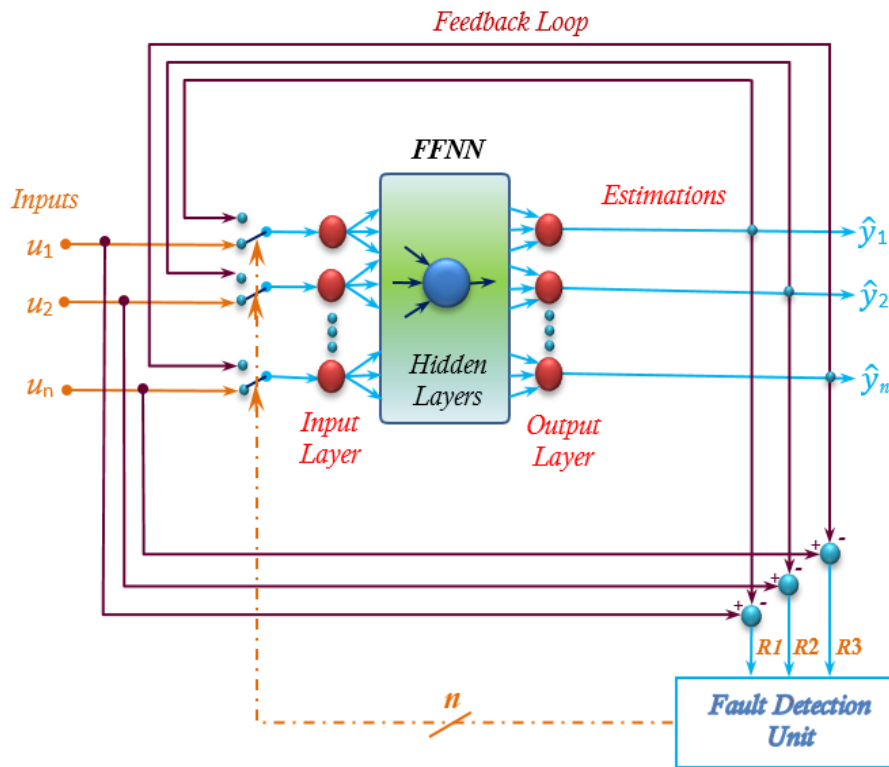 Feedback Loop
FFNN
Inputs
Estimations
u₁
ŷ₁
u₂
ŷ₂
uₙ
ŷₙ
Hidden
Layers
Input
Layer
Output
Layer
+ -
+ -
+ -
R1 R2 R3
n
Fault Detection
Unit